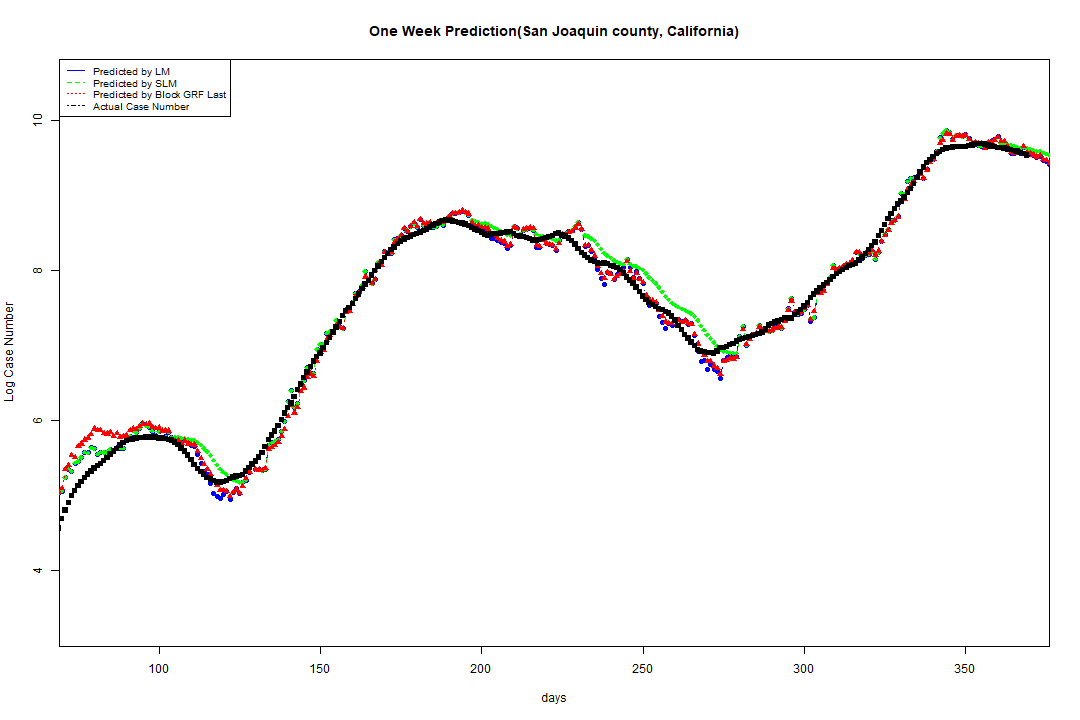 One Week Prediction(San Joaquin county, California)
Predicted by LM
Predicted by SLM
Predicted by Block GRF Last
Actual Case Number
10
8
6
4
Log Case Number
100 150 200 250 300 350
days